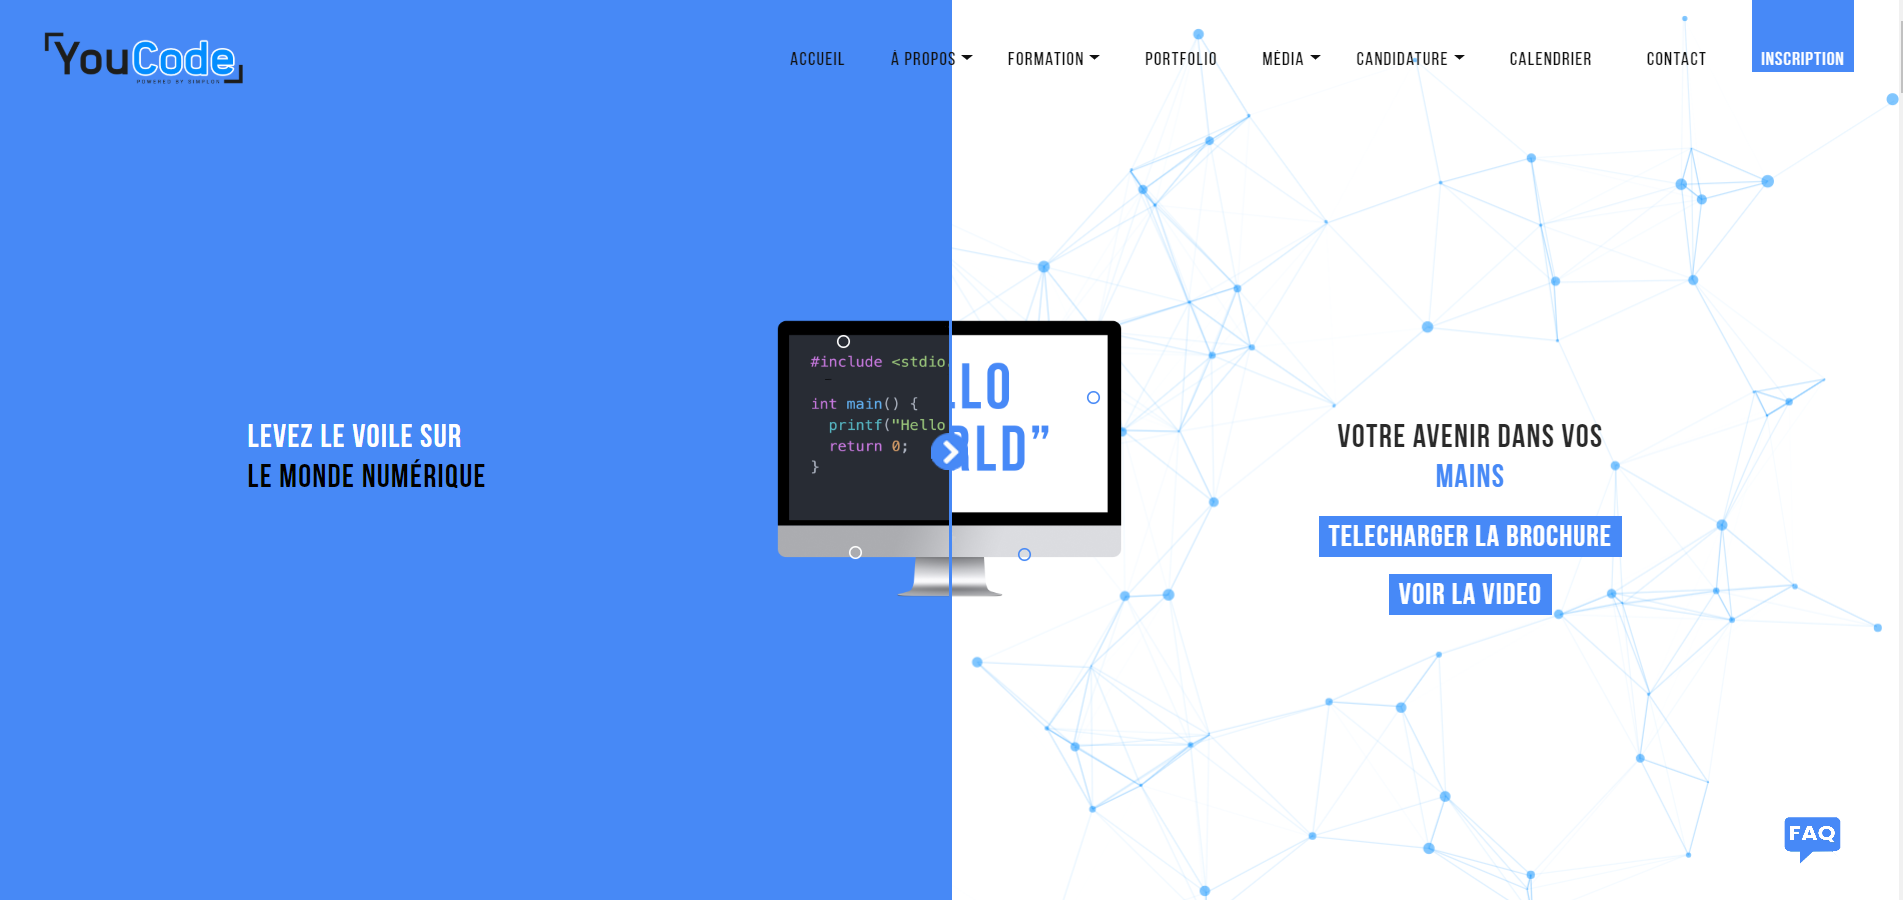 YouCode
POWERED BY SIMPLON
ACCUEIL
À PROPOS
FORMATION
PORTFOLIO
MÉDIA
CANDIDATURE
CALENDRIER
CONTACT
INSCRIPTION
#include <stdio.
int main() {
printf("Hello
return 0;
}
LLO
RLD”
LEVEZ LE VOILE SUR
LE MONDE NUMÉRIQUE
VOTRE AVENIR DANS VOS
MAINS
TELECHARGER LA BROCHURE
VOIR LA VIDEO
FAQ